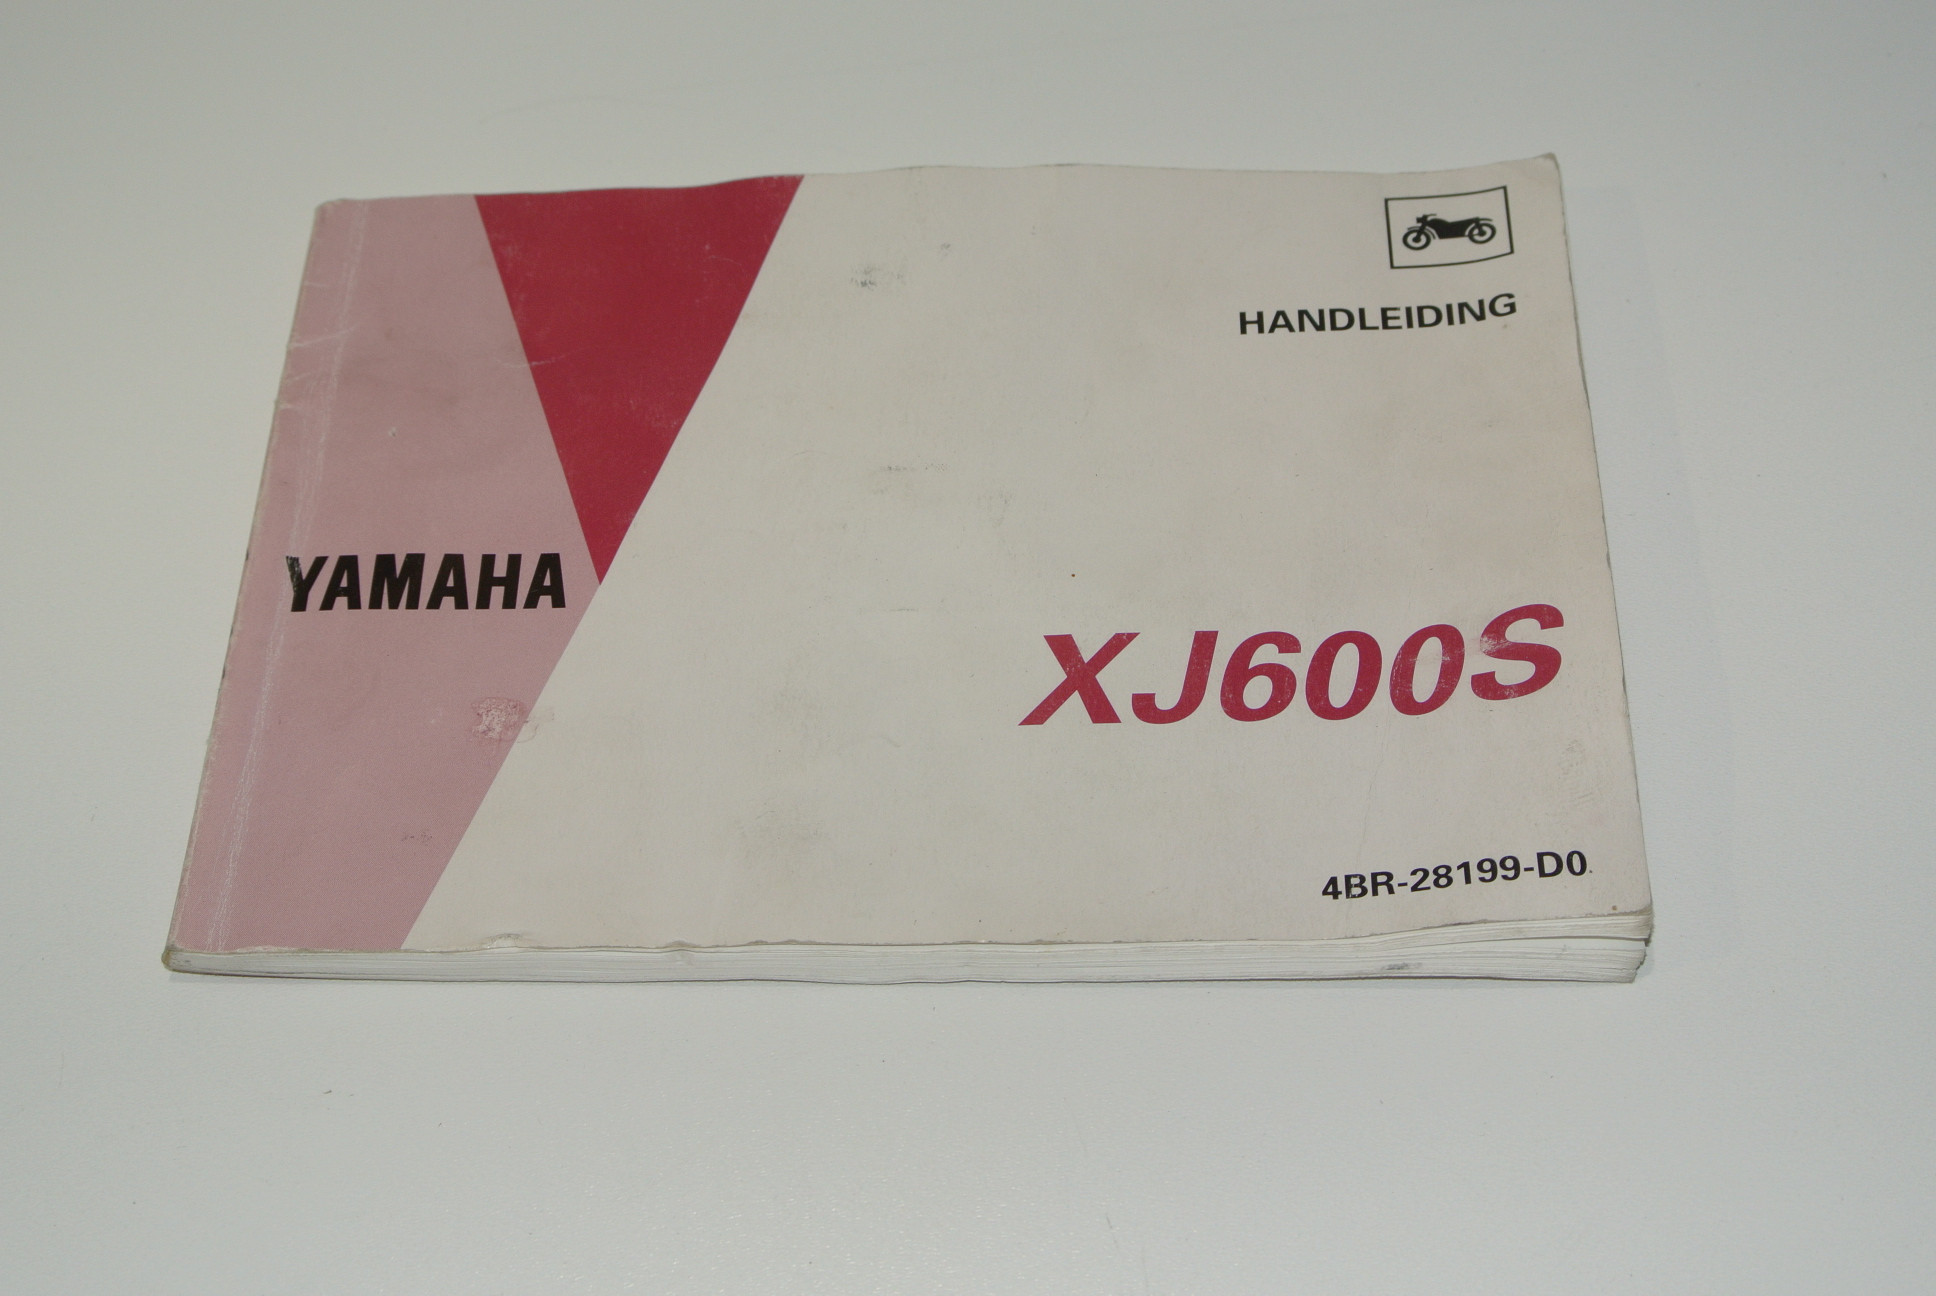 HANDLEIDING
YAMAHA
XJ600S
4BR-28199-D0